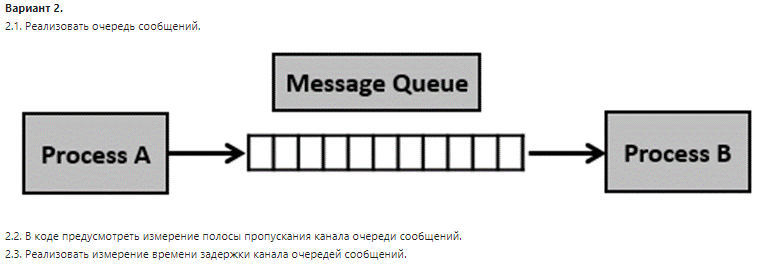 Вариант 2.
2.1. Реализовать очередь сообщений.
Message Queue
Process A
Process B
2.2. В коде предусмотреть измерение полосы пропускания канала очереди сообщений.
2.3. Реализовать измерение времени задержки канала очередей сообщений.